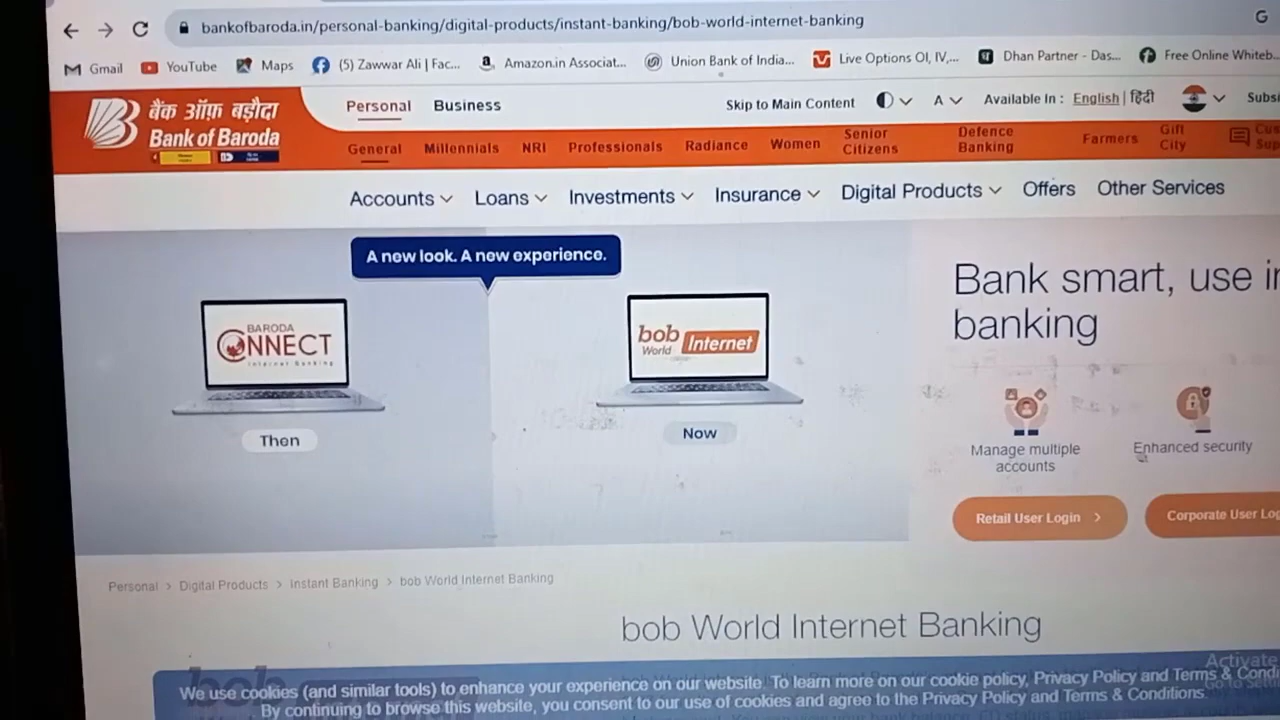 bankofbaroda.in/personal-banking/digital-products/instant-banking/bob-world-internet-banking
Gmail YouTube Maps (5) Zawwar Ali | Fac... Amazon.in Associat... Union Bank of India... Live Options OI, IV,... Dhan Partner - Das... Free Online Whiteb...
बैंक ऑफ़ बड़ौदा
Bank of Baroda
Personal Business
Skip to Main Content A Available In : English | हिंदी Subs
General Millennials NRI Professionals Radiance Women Senior Citizens Defence Banking Farmers Gift City
Accounts Loans Investments Insurance Digital Products Offers Other Services
A new look. A new experience.
BARODA
CONNECT
Internet Banking
Then
bob
World
Internet
Now
Bank smart, use
banking
Manage multiple
accounts
Enhanced security
Retail User Login >
Corporate User Log
Personal > Digital Products > Instant Banking > bob World Internet Banking
bob World Internet Banking
Activate
We use cookies (and similar tools) to enhance your experience on our website. To learn more on our cookie policy, Privacy Policy and Terms & Condi
By continuing to browse this website, you consent to our use of cookies and agree to the Privacy Policy and Terms & Conditions.